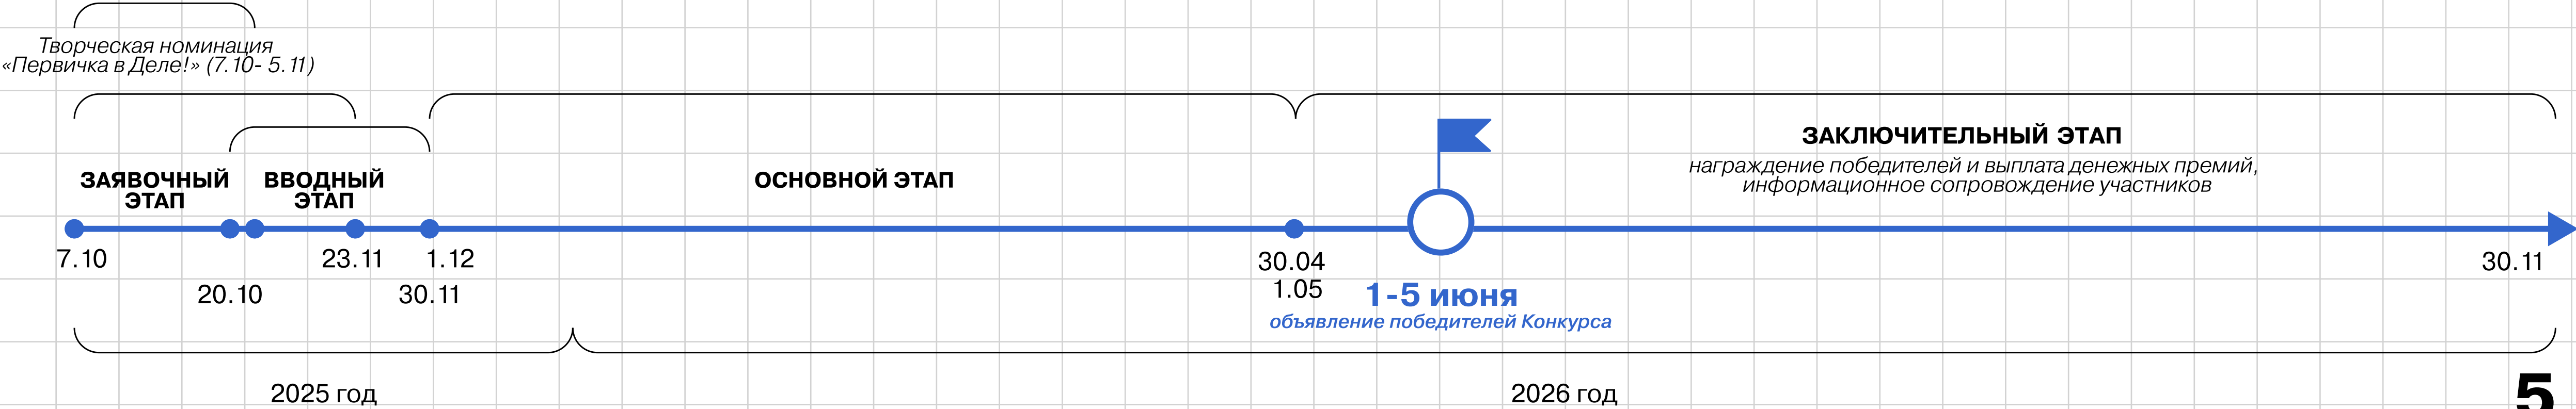 Творческая номинация
«Первичка в Деле!» (7.10- 5.11)
ЗАЯВОЧНЫЙ
ЭТАП
ВВОДНЫЙ
ЭТАП
ОСНОВНОЙ ЭТАП
ЗАКЛЮЧИТЕЛЬНЫЙ ЭТАП
награждение победителей и выплата денежных премий,
информационное сопровождение участников
7.10
20.10
23.11
30.11
1.12
30.04
1.05
1-5 июня
объявление победителей Конкурса
30.11
2025 год
2026 год
5